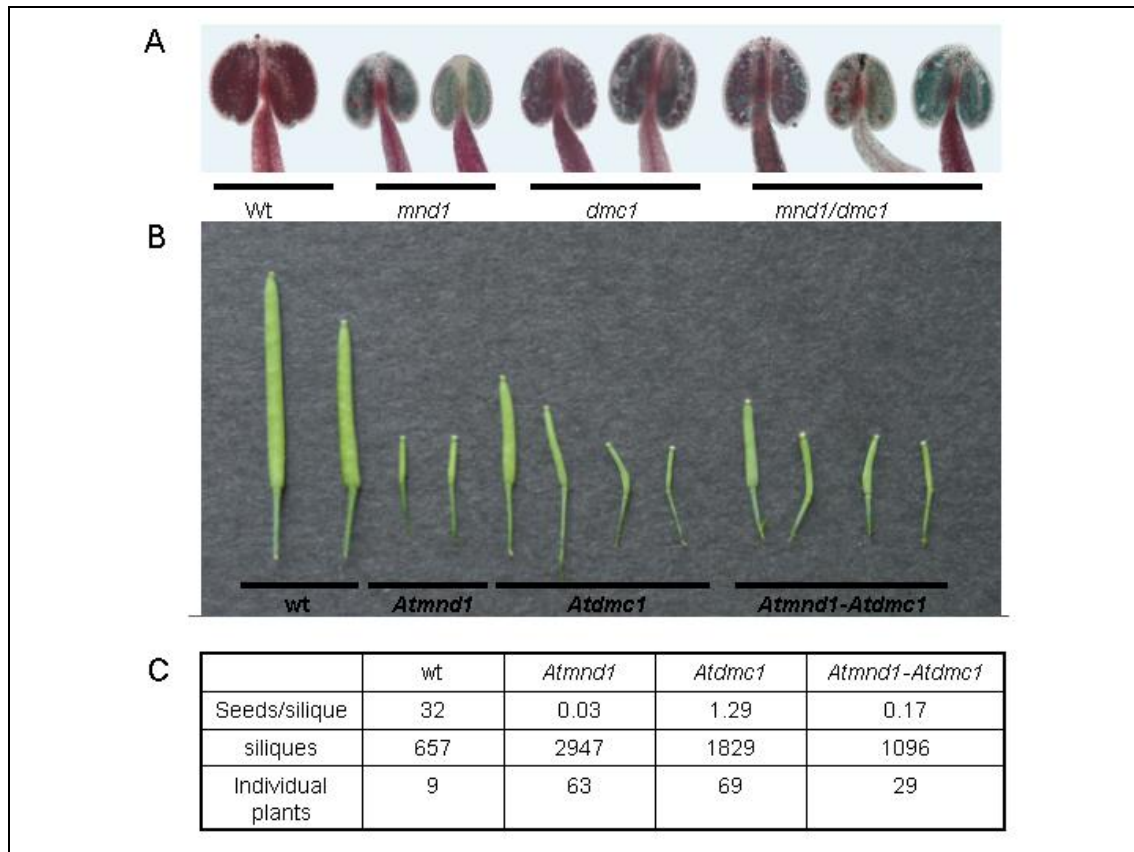 A
Wt mnd1 dmc1 mnd1/dmc1
B
wt Atmnd1 Atdmc1 Atmnd1-Atdmc1
C
wt Atmnd1 Atdmc1 Atmnd1-Atdmc1
Seeds/silique 32 0.03 1.29 0.17
siliques 657 2947 1829 1096
Individual
plants 9 63 69 29